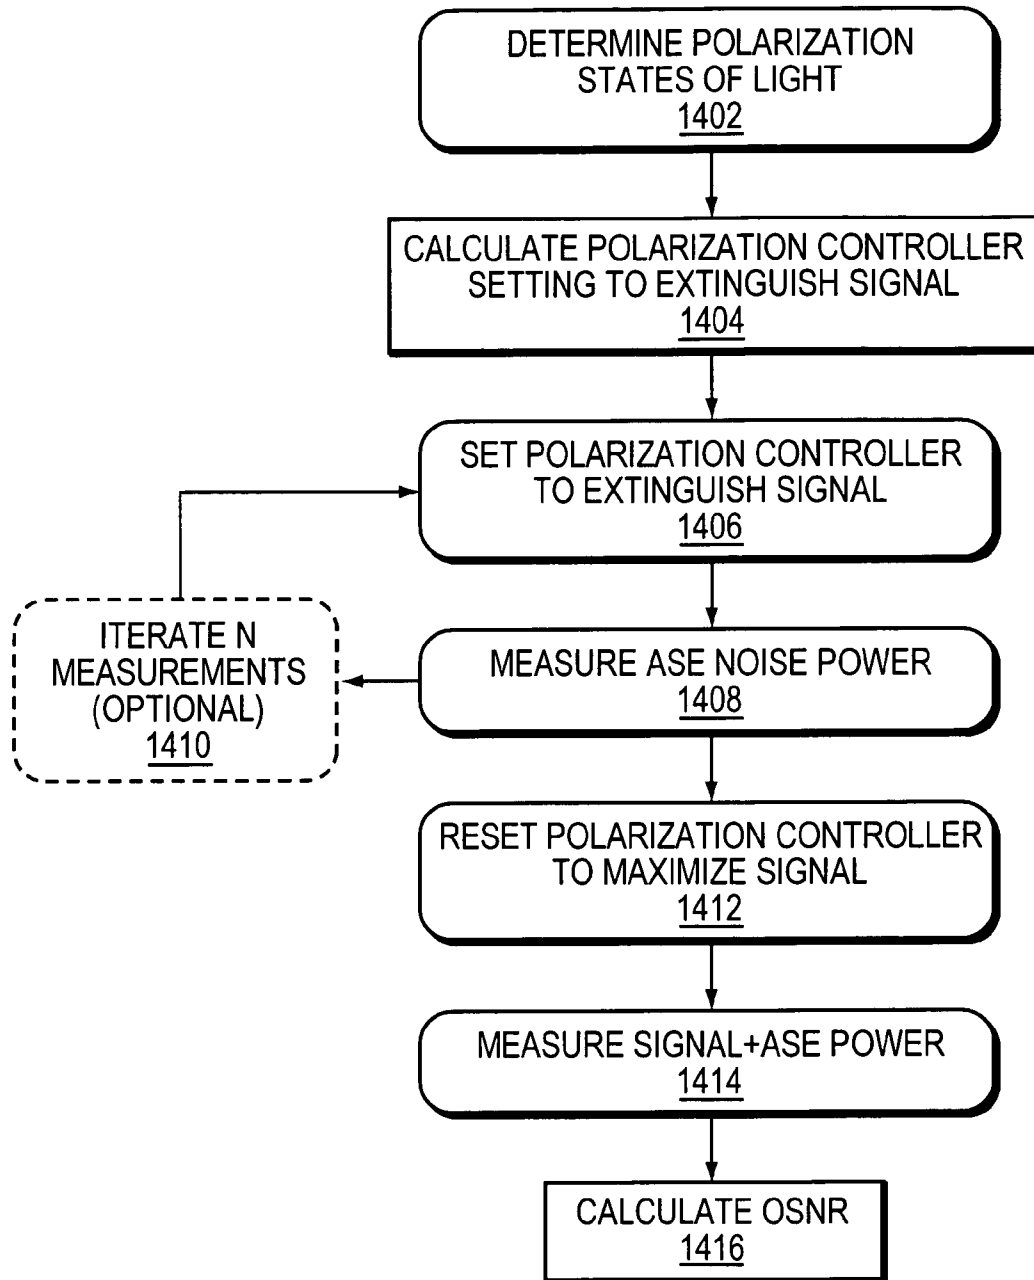 DETERMINE POLARIZATION
STATES OF LIGHT
1402
CALCULATE POLARIZATION CONTROLLER
SETTING TO EXTINGUISH SIGNAL
1404
SET POLARIZATION CONTROLLER
TO EXTINGUISH SIGNAL
1406
MEASURE ASE NOISE POWER
1408
ITERATE N
MEASUREMENTS
(OPTIONAL)
1410
RESET POLARIZATION CONTROLLER
TO MAXIMIZE SIGNAL
1412
MEASURE SIGNAL+ASE POWER
1414
CALCULATE OSNR
1416